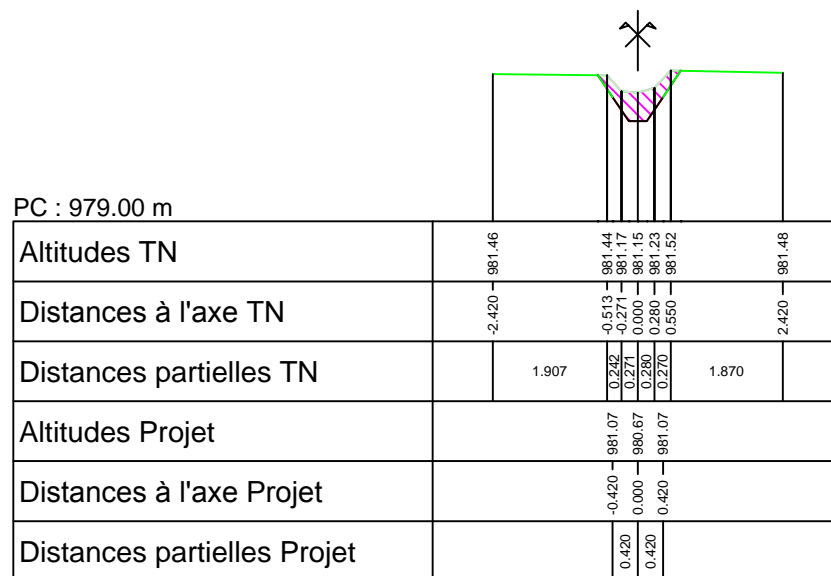 PC : 979.00 m
Altitudes TN
981.46 981.44 981.17 981.15 981.23 981.52 981.48
Distances à l'axe TN
-2.420 -0.513 -0.271 0.000 0.280 0.550 2.420
Distances partielles TN
1.907 0.242 0.271 0.280 0.270 1.870
Altitudes Projet
981.07 980.67 981.07
Distances à l'axe Projet
-0.420 0.000 0.420
Distances partielles Projet
0.420 0.420